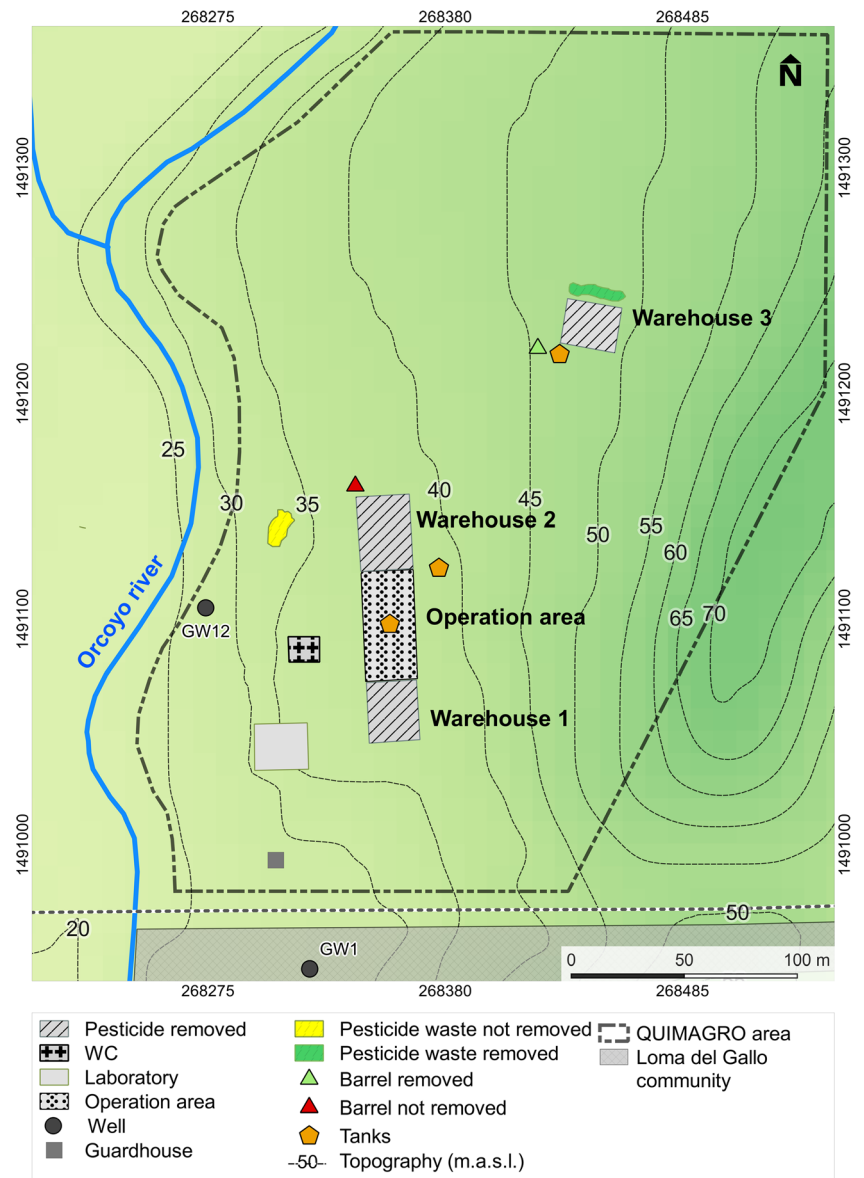 268275 268380 268485
N
1491300 1491300
Warehouse 3
1491200 1491200
25 30 35 40 45 50 55 60 65 70
Warehouse 2
Orcoyo river
GW12
Operation area
1491100 1491100
Warehouse 1
1491000 1491000
50
20
GW1
0 50 100 m
268275 268380 268485
Pesticide removed
WC
Laboratory
Operation area
Well
Guardhouse
Pesticide waste not removed
Pesticide waste removed
Barrel removed
Barrel not removed
Tanks
-50- Topography (m.a.s.l.)
QUIMAGRO area
Loma del Gallo
community